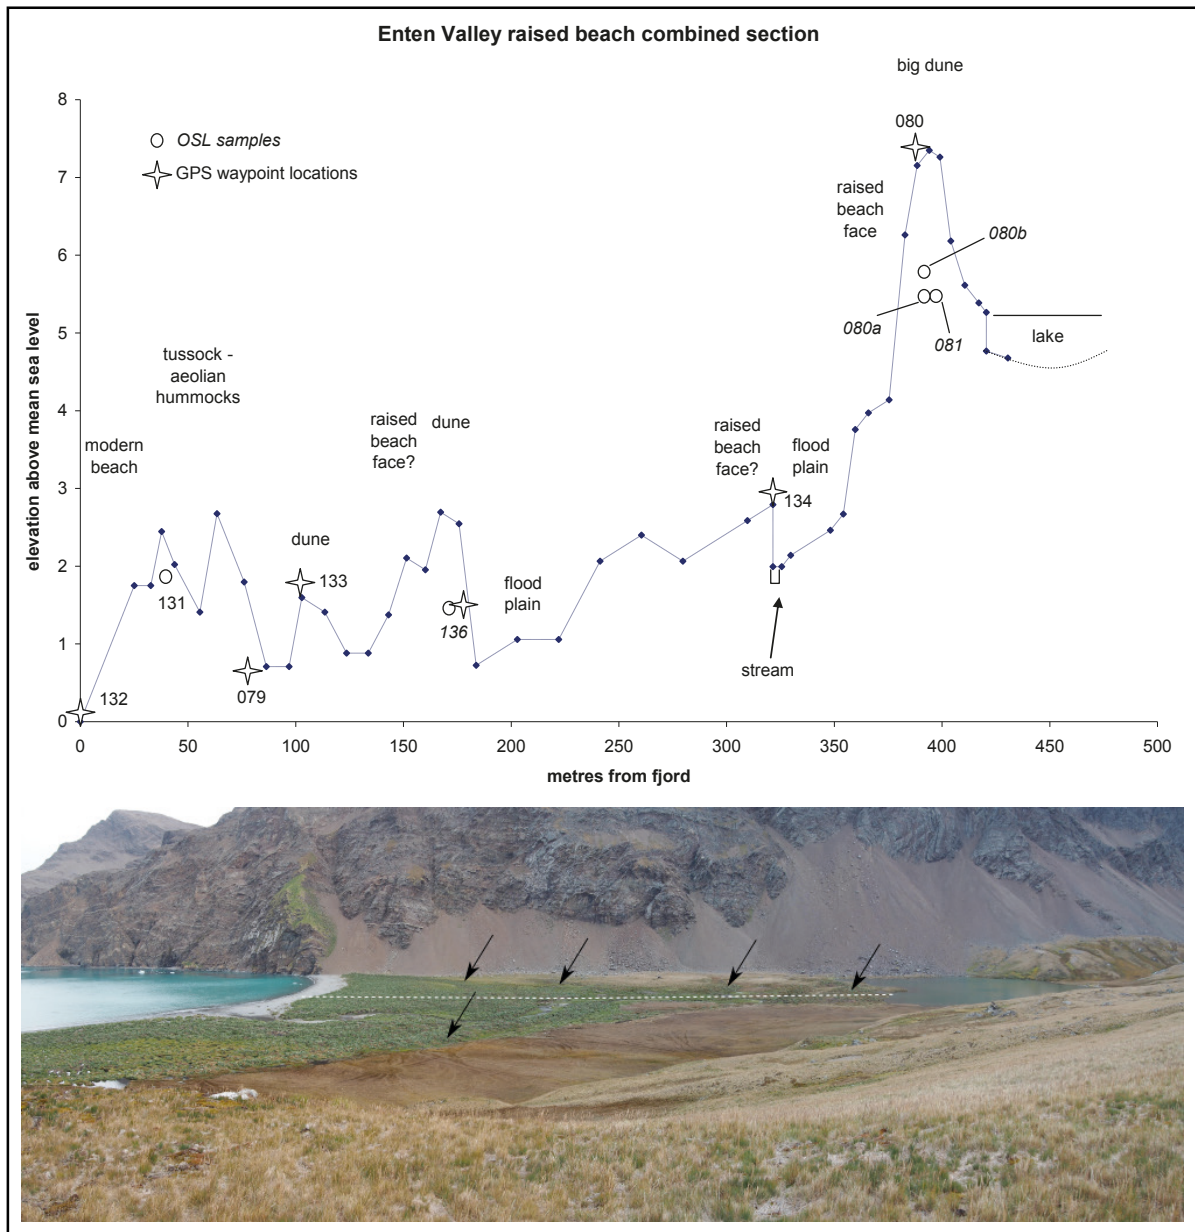 Enten Valley raised beach combined section
big dune
8
7
6
5
4
3
2
1
0
elevation above mean sea level
OSL samples
GPS waypoint locations
080
raised
beach
face
080b
080a
081
lake
tussock -
aeolian
hummocks
modern
beach
raised
beach
face?
dune
raised
beach
face?
flood
plain
134
dune
133
131
flood
plain
136
132
079
stream
0
50
100
150
200
250
300
350
400
450
500
metres from fjord